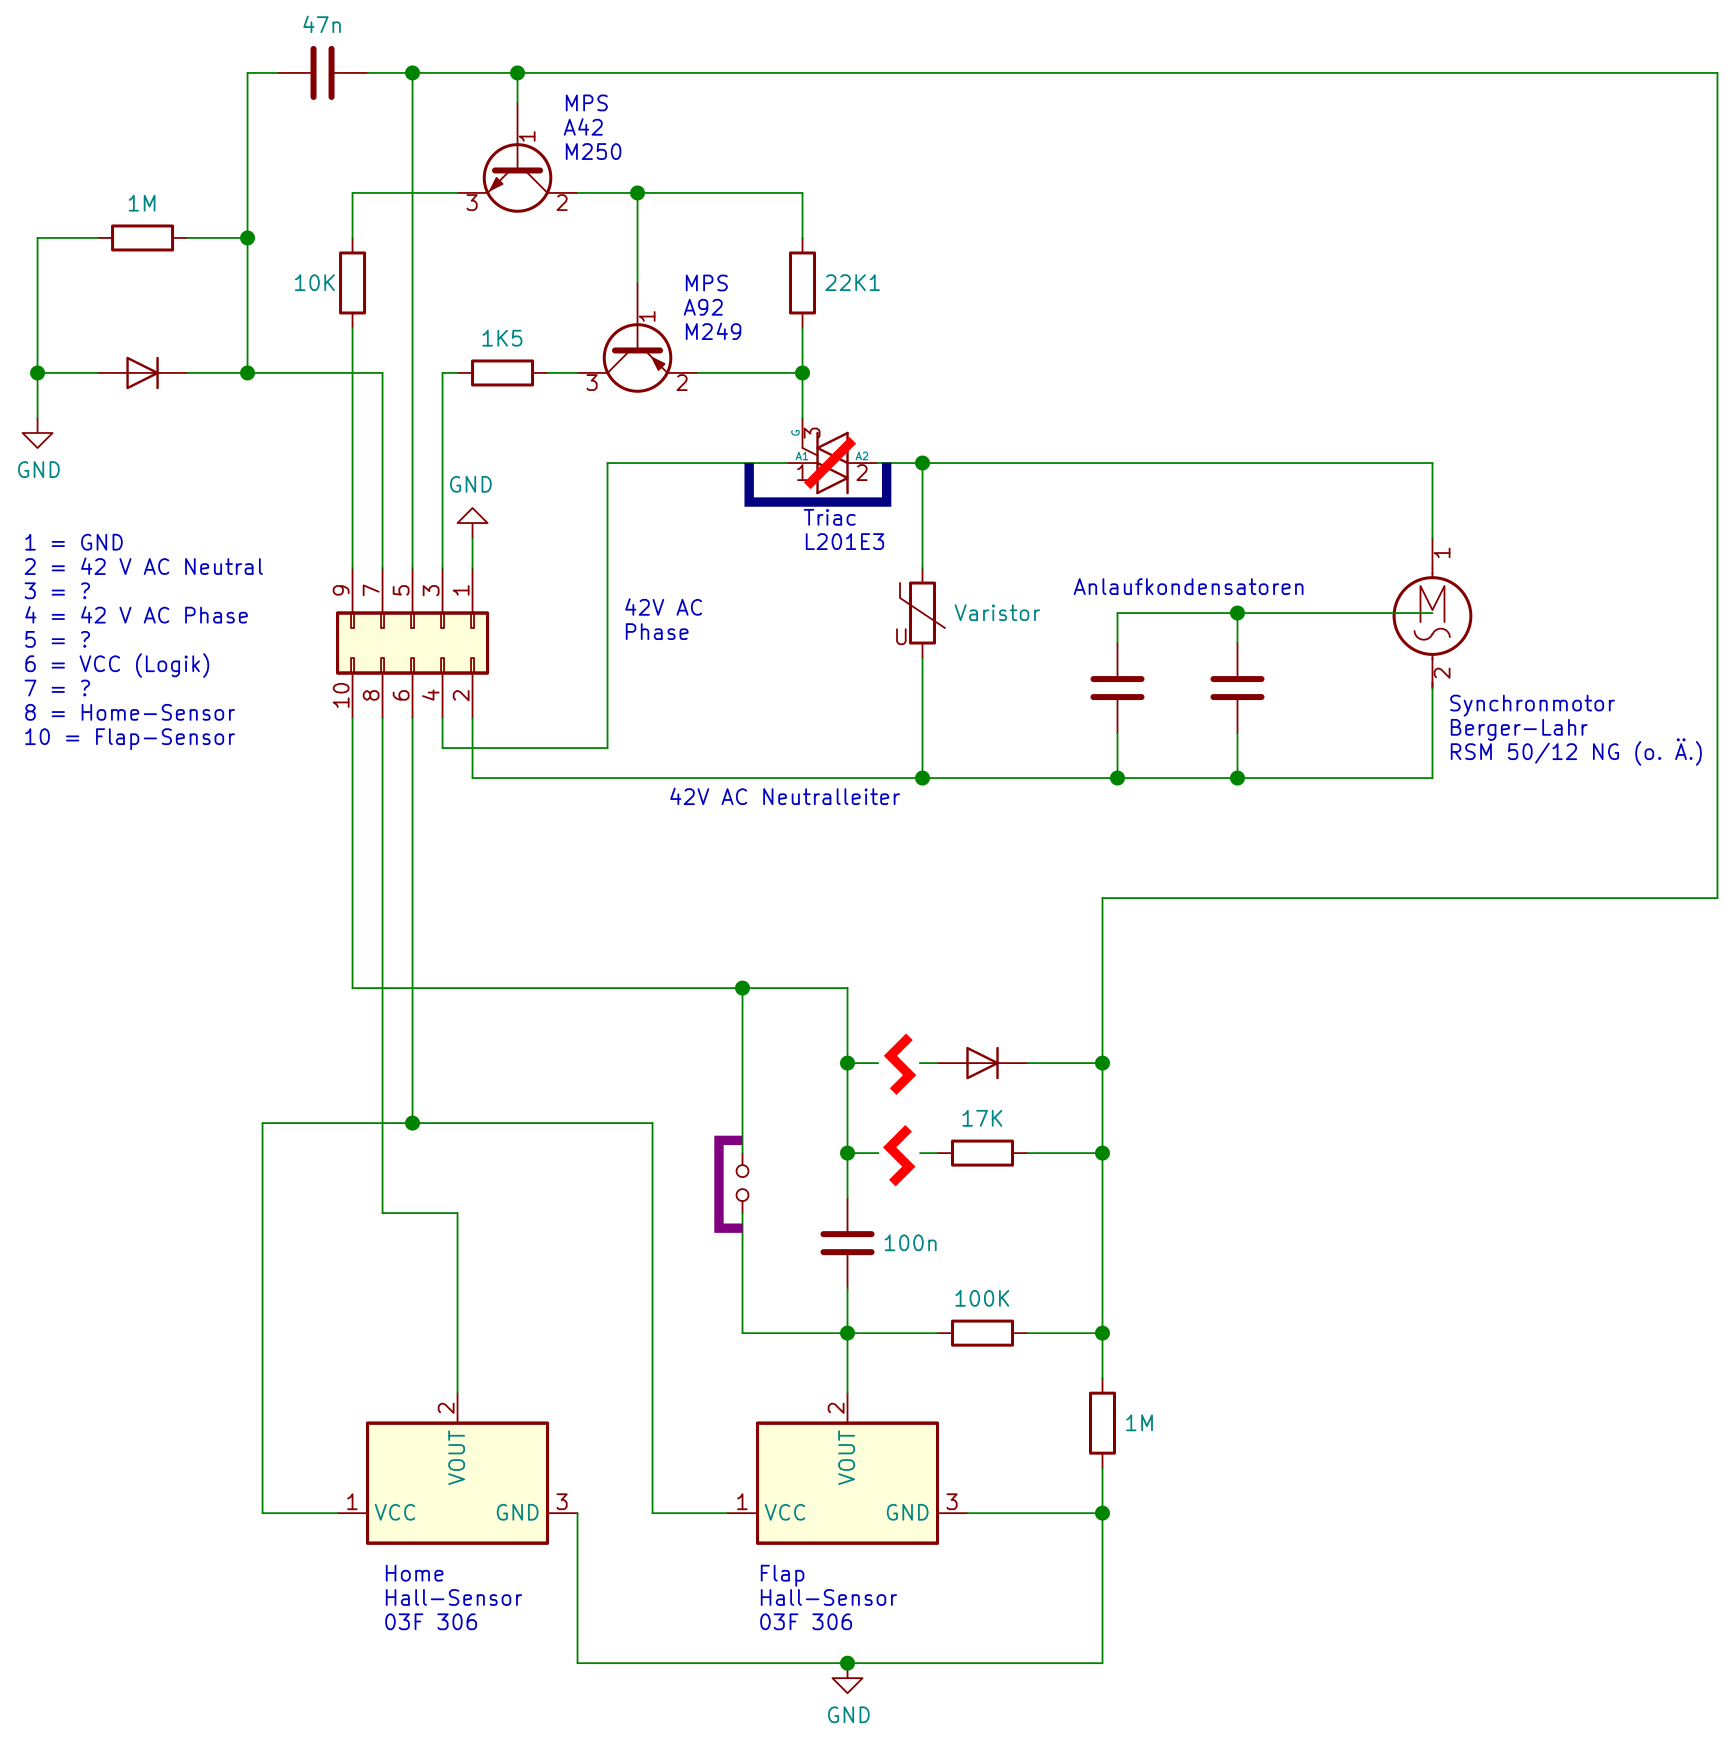 47n
MPS
A42
M250
1
3
2
1M
10K
22K1
MPS
A92
M249
1
1K5
3
2
GND
G
3
A1
A2
1
2
Triac
L201E3
GND
1 = GND
2 = 42 V AC Neutral
3 = ?
4 = 42 V AC Phase
5 = ?
6 = VCC (Logik)
7 = ?
8 = Home-Sensor
10 = Flap-Sensor
9
7
5
3
1
10
8
6
4
2
42V AC
Phase
U
Varistor
Anlaufkondensatoren
1
M
S
2
Synchronmotor
Berger-Lahr
RSM 50/12 NG (o. Ä.)
42V AC Neutralleiter
17K
100n
100K
1M
2
VOUT
1
VCC
GND
3
Home
Hall-Sensor
03F 306
2
VOUT
1
VCC
GND
3
Flap
Hall-Sensor
03F 306
GND